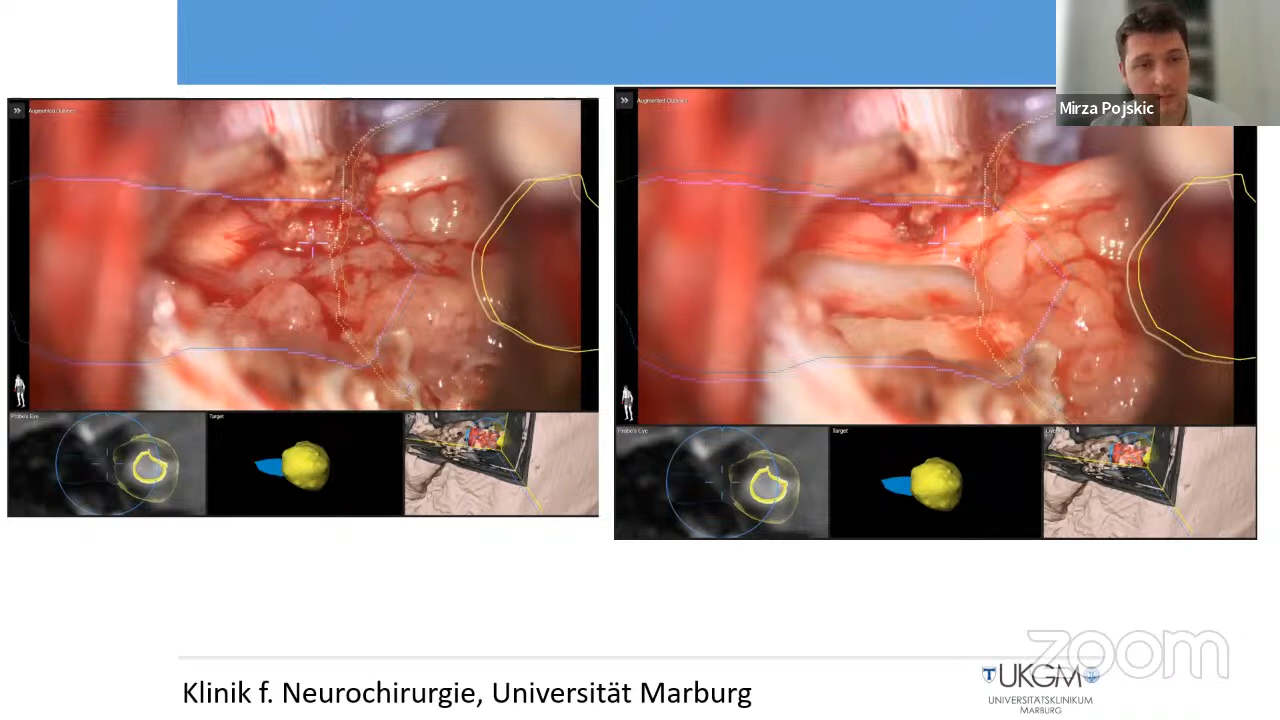 Mirza Pojskic
Augmented Outlines
Augmented Outlines
Probe's Eye
Target
Probe's Eye
Target
Overview
zoom
Klinik f. Neurochirurgie, Universität Marburg
UKGM
UNIVERSITÄTSKLINIKUM
MARBURG